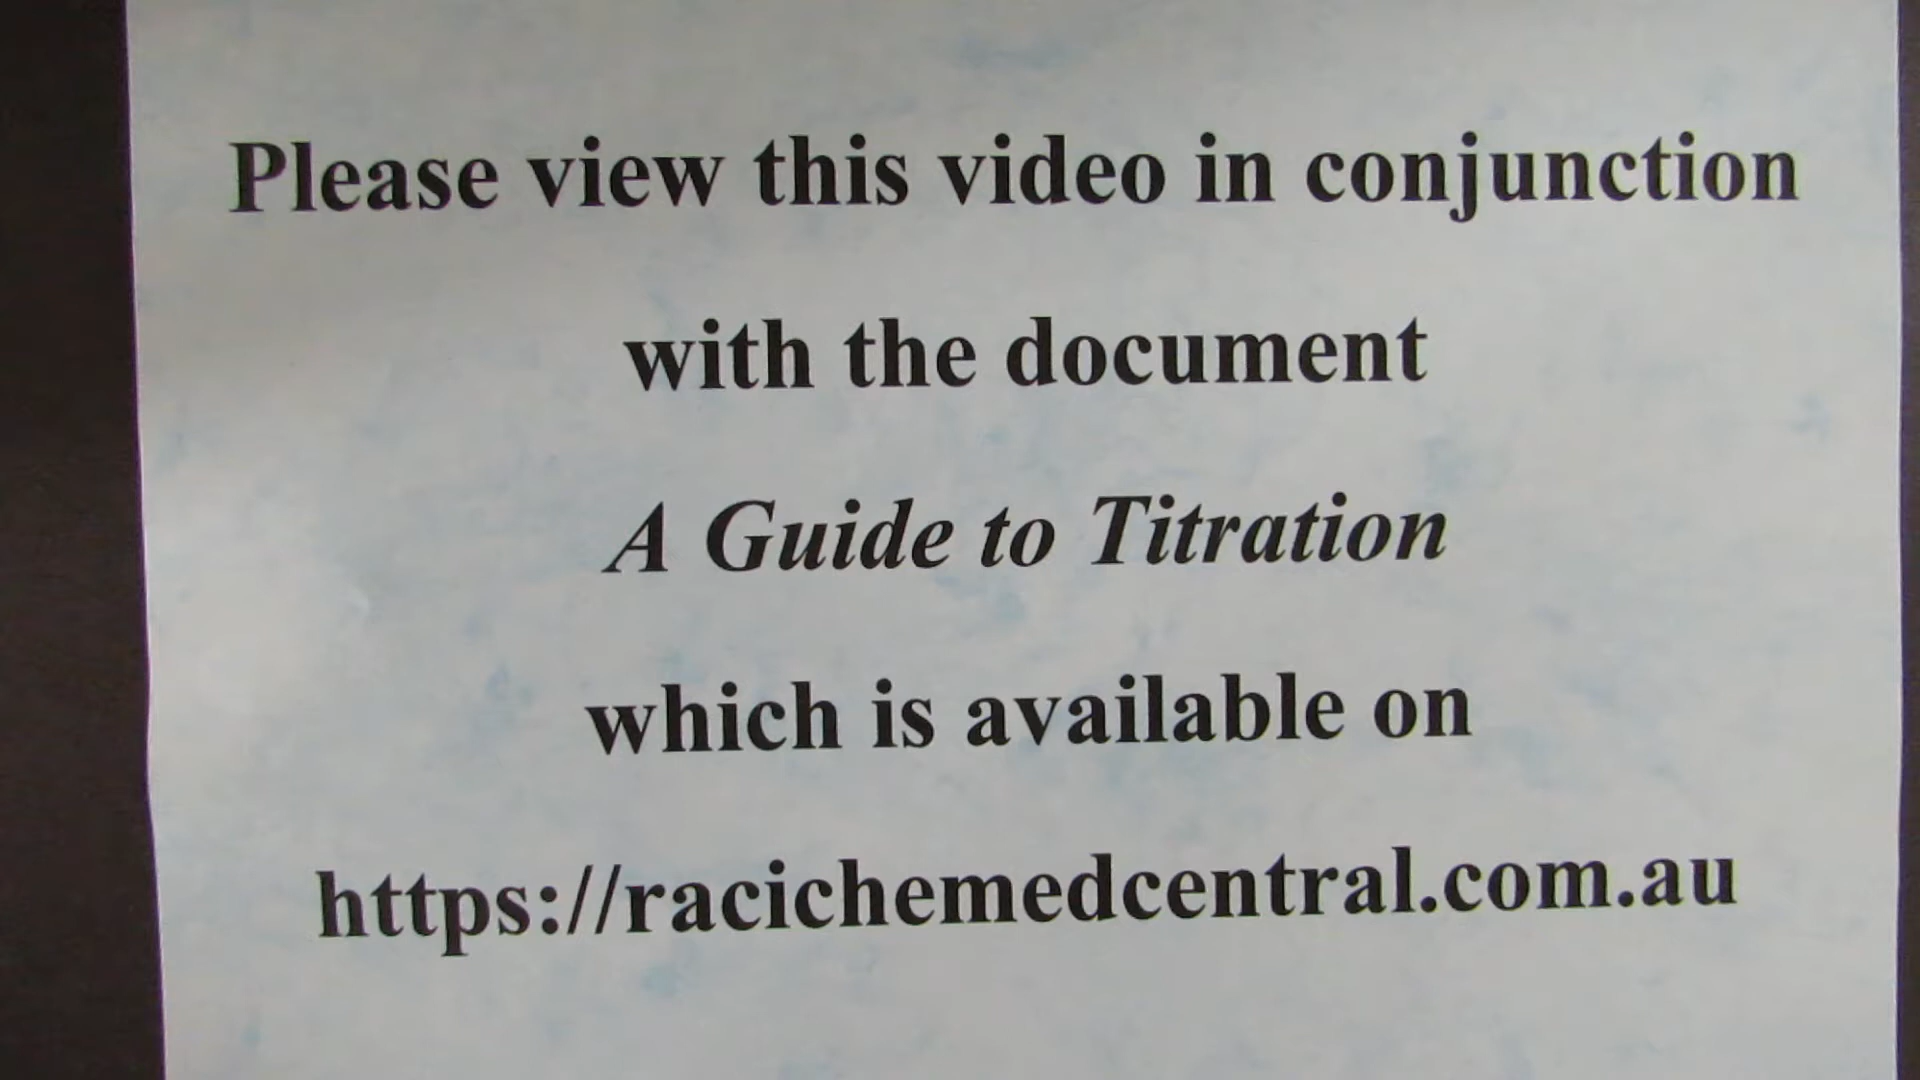 Please view this video in conjunction
with the document
A Guide to Titration
which is available on
https://racichemedcentral.com.au